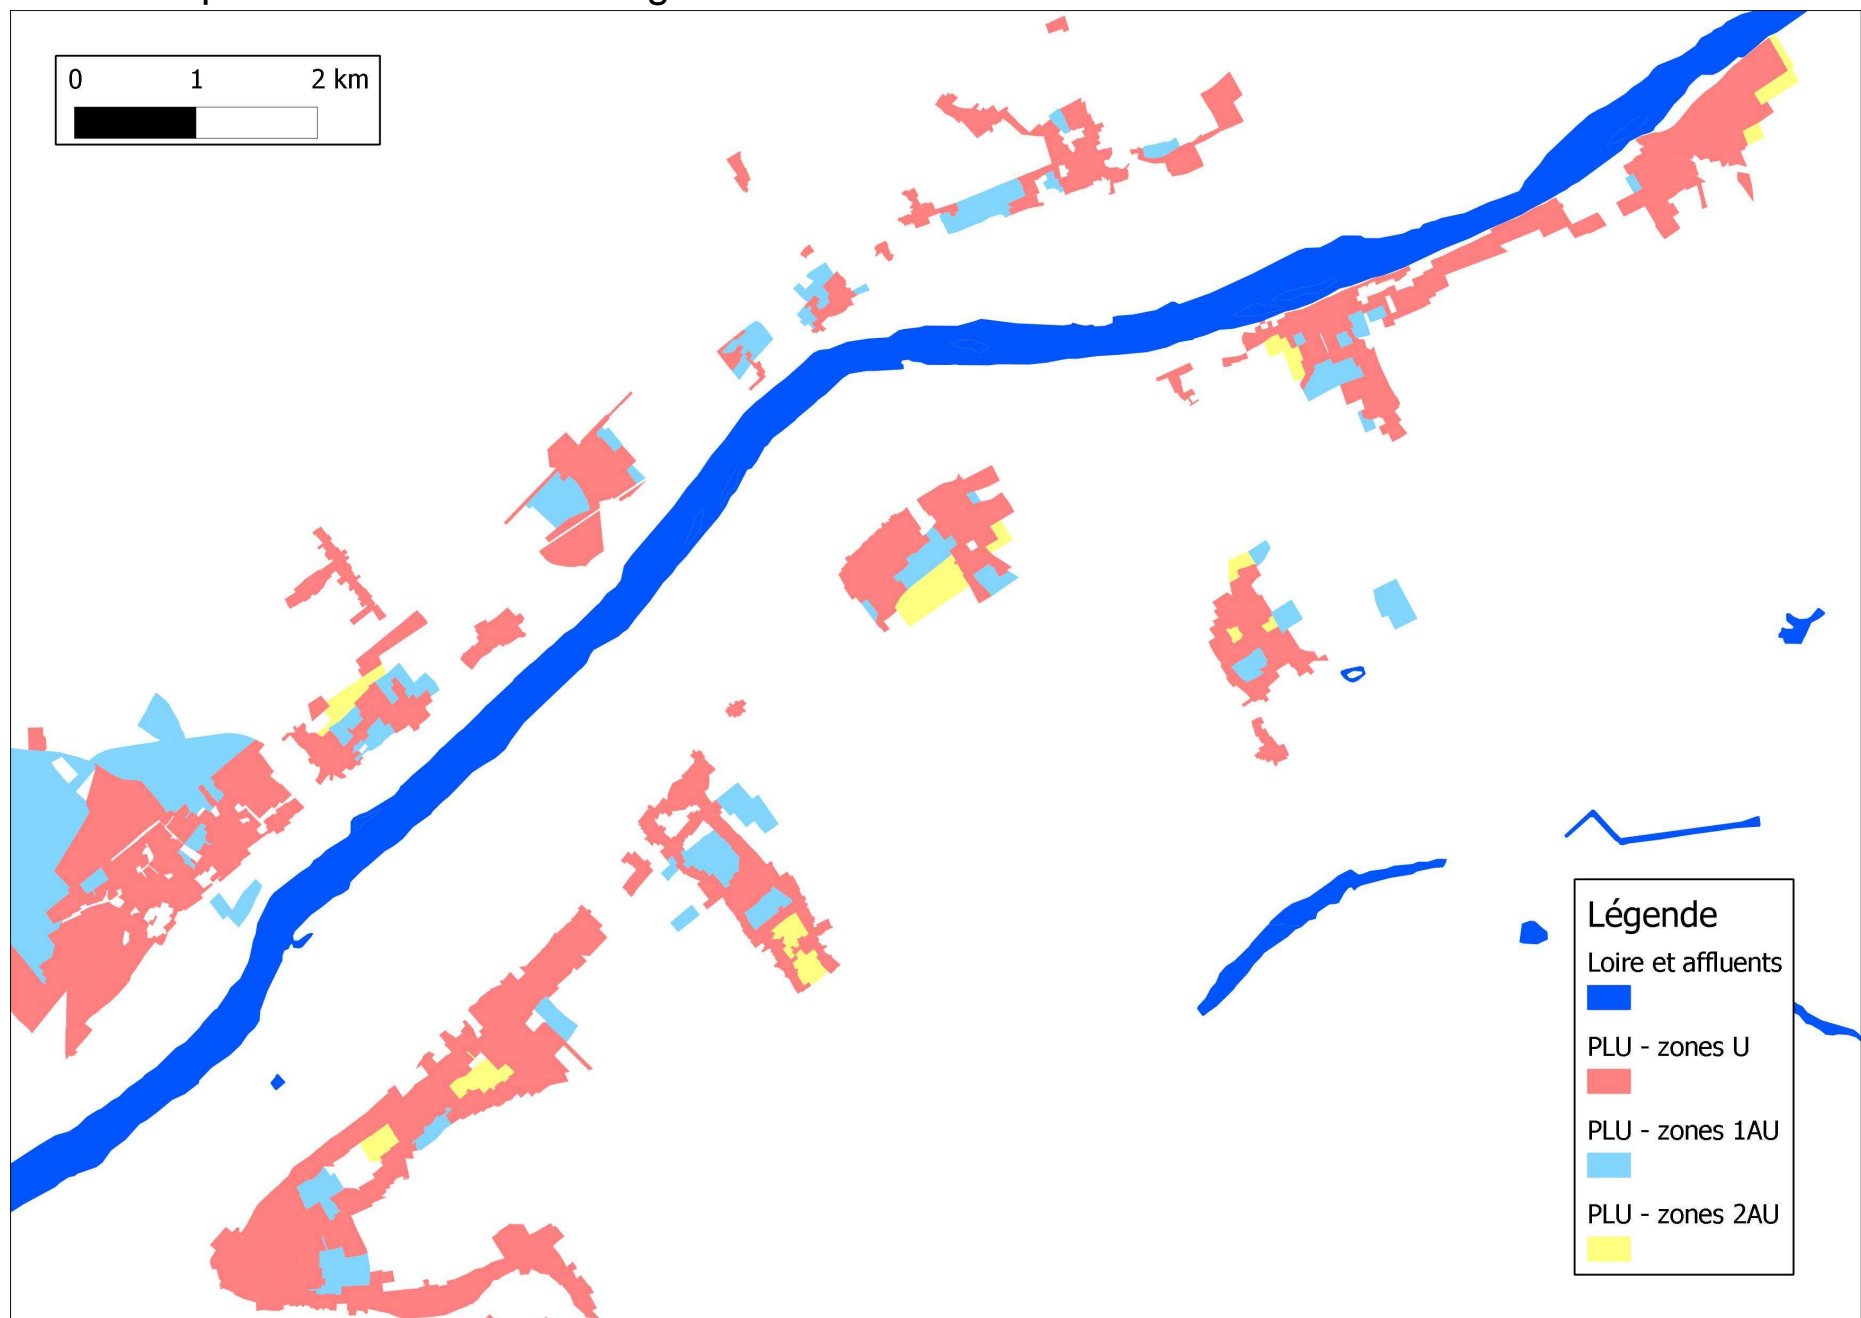 0 1 2 km
Légende
Loire et affluents
PLU - zones U
PLU - zones 1AU
PLU - zones 2AU